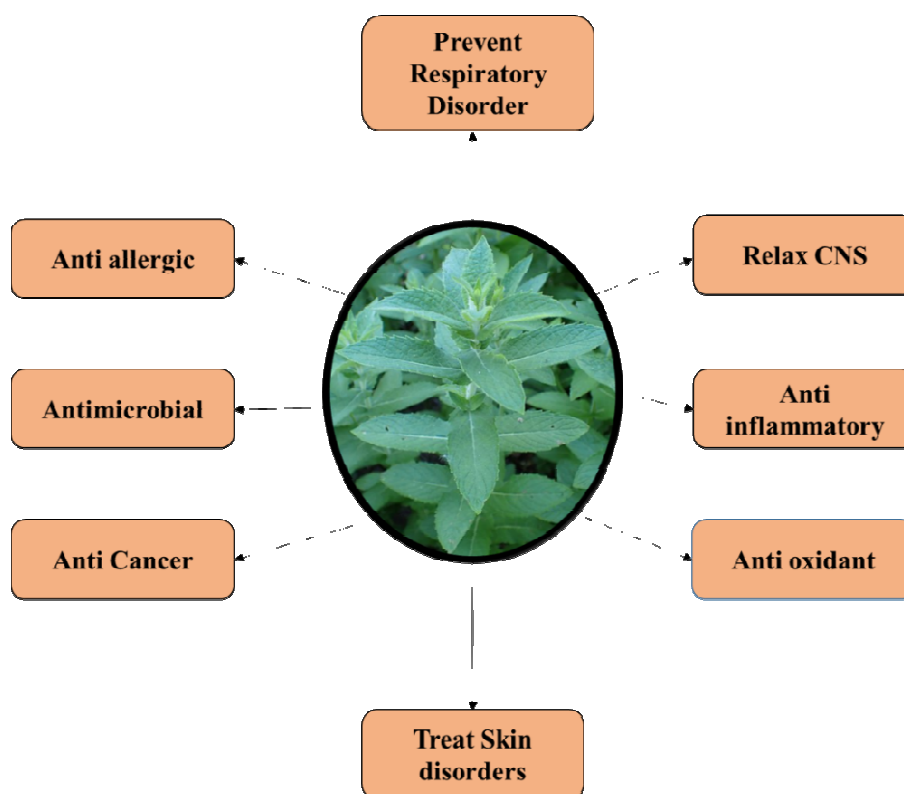 Prevent
Respiratory
Disorder
Anti allergic
Relax CNS
Antimicrobial
Anti
inflammatory
Anti Cancer
Anti oxidant
Treat Skin
disorders